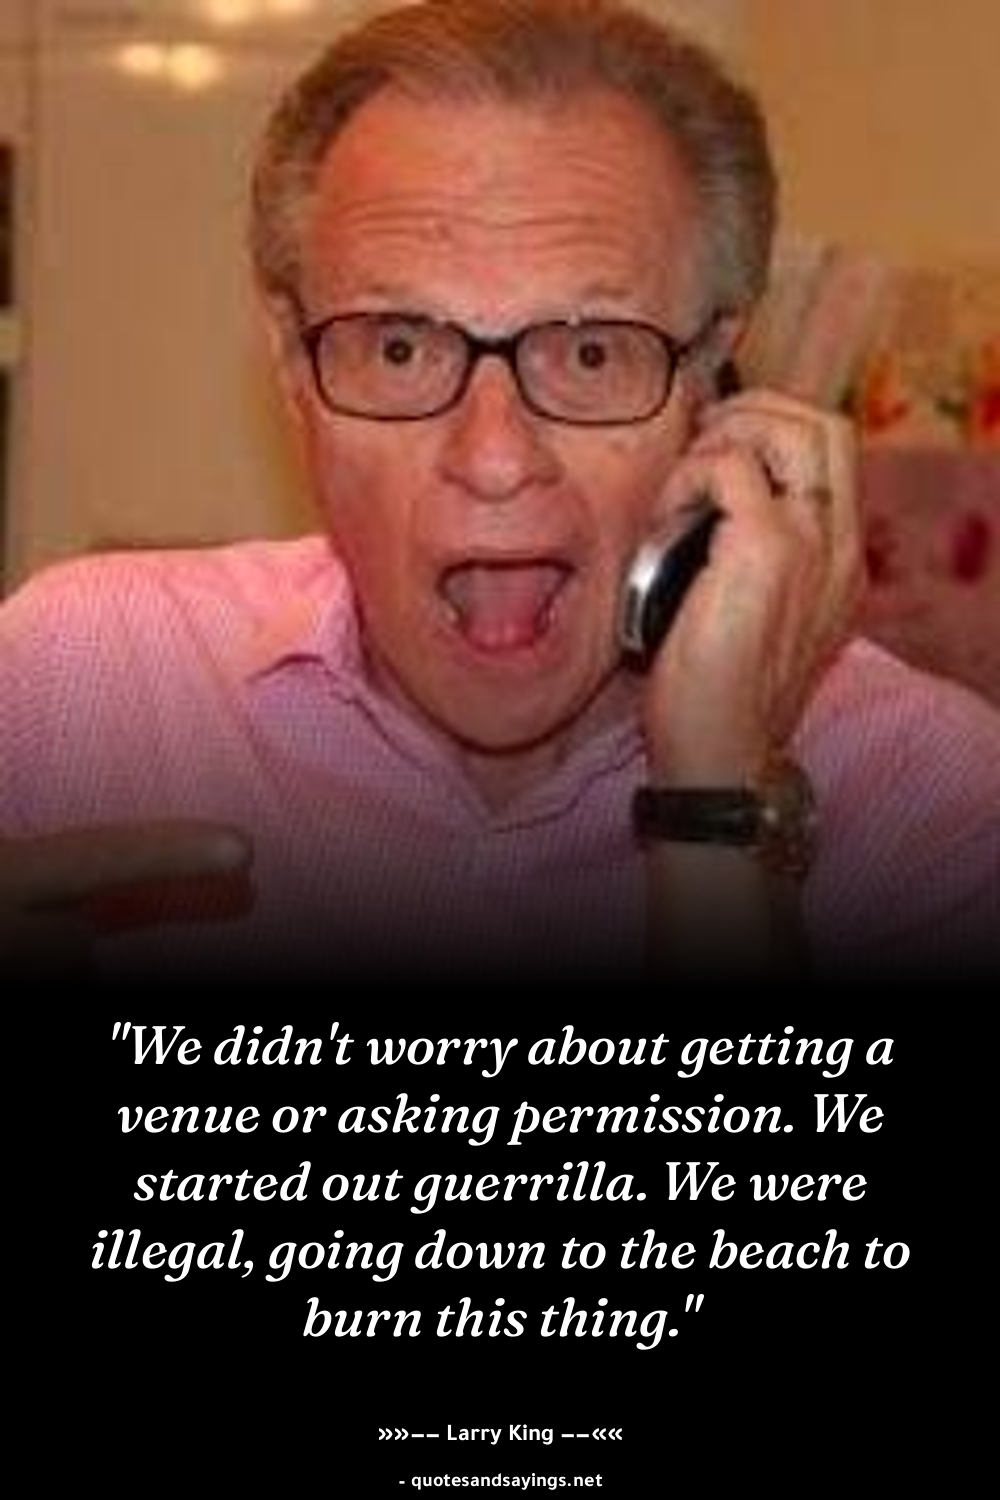 "We didn't worry about getting a
venue or asking permission. We
started out guerrilla. We were
illegal, going down to the beach to
burn this thing."
»»–– Larry King ––««
- quotesandsayings.net